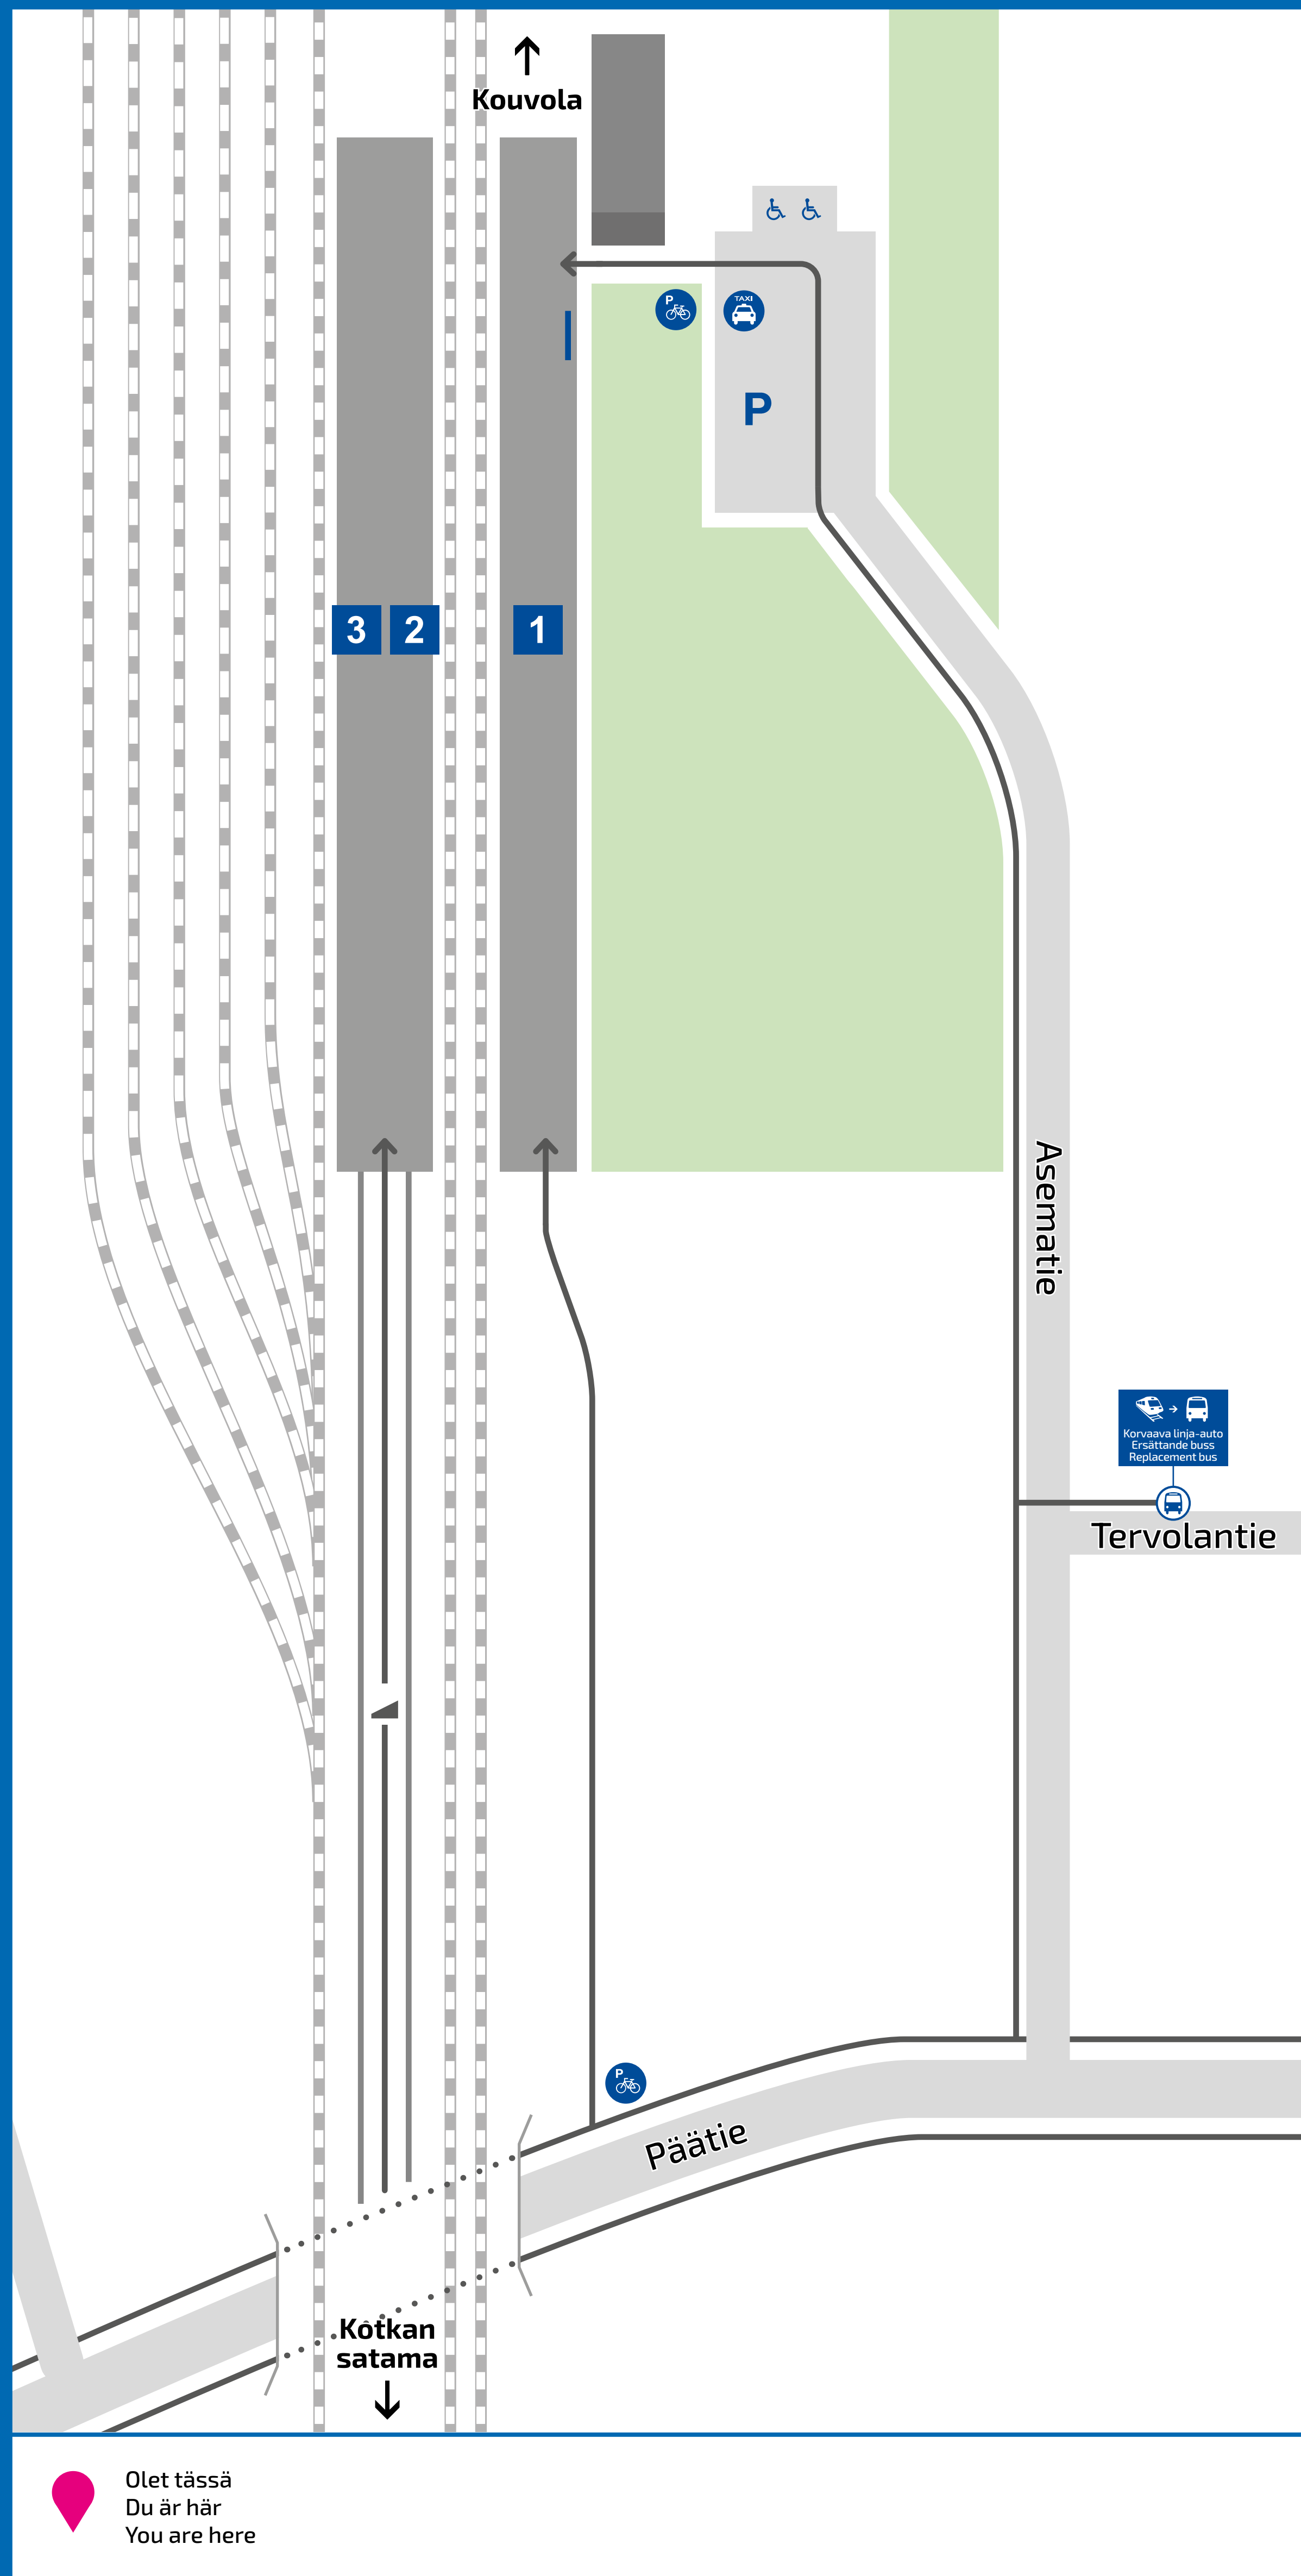 Kouvola
P
TAXI
P
3 2 1
Asematie
Korvaava linja-auto
Ersättande buss
Replacement bus
Tervolantie
P
Päätie
Kotkan
satama
Olet tässä
Du är här
You are here